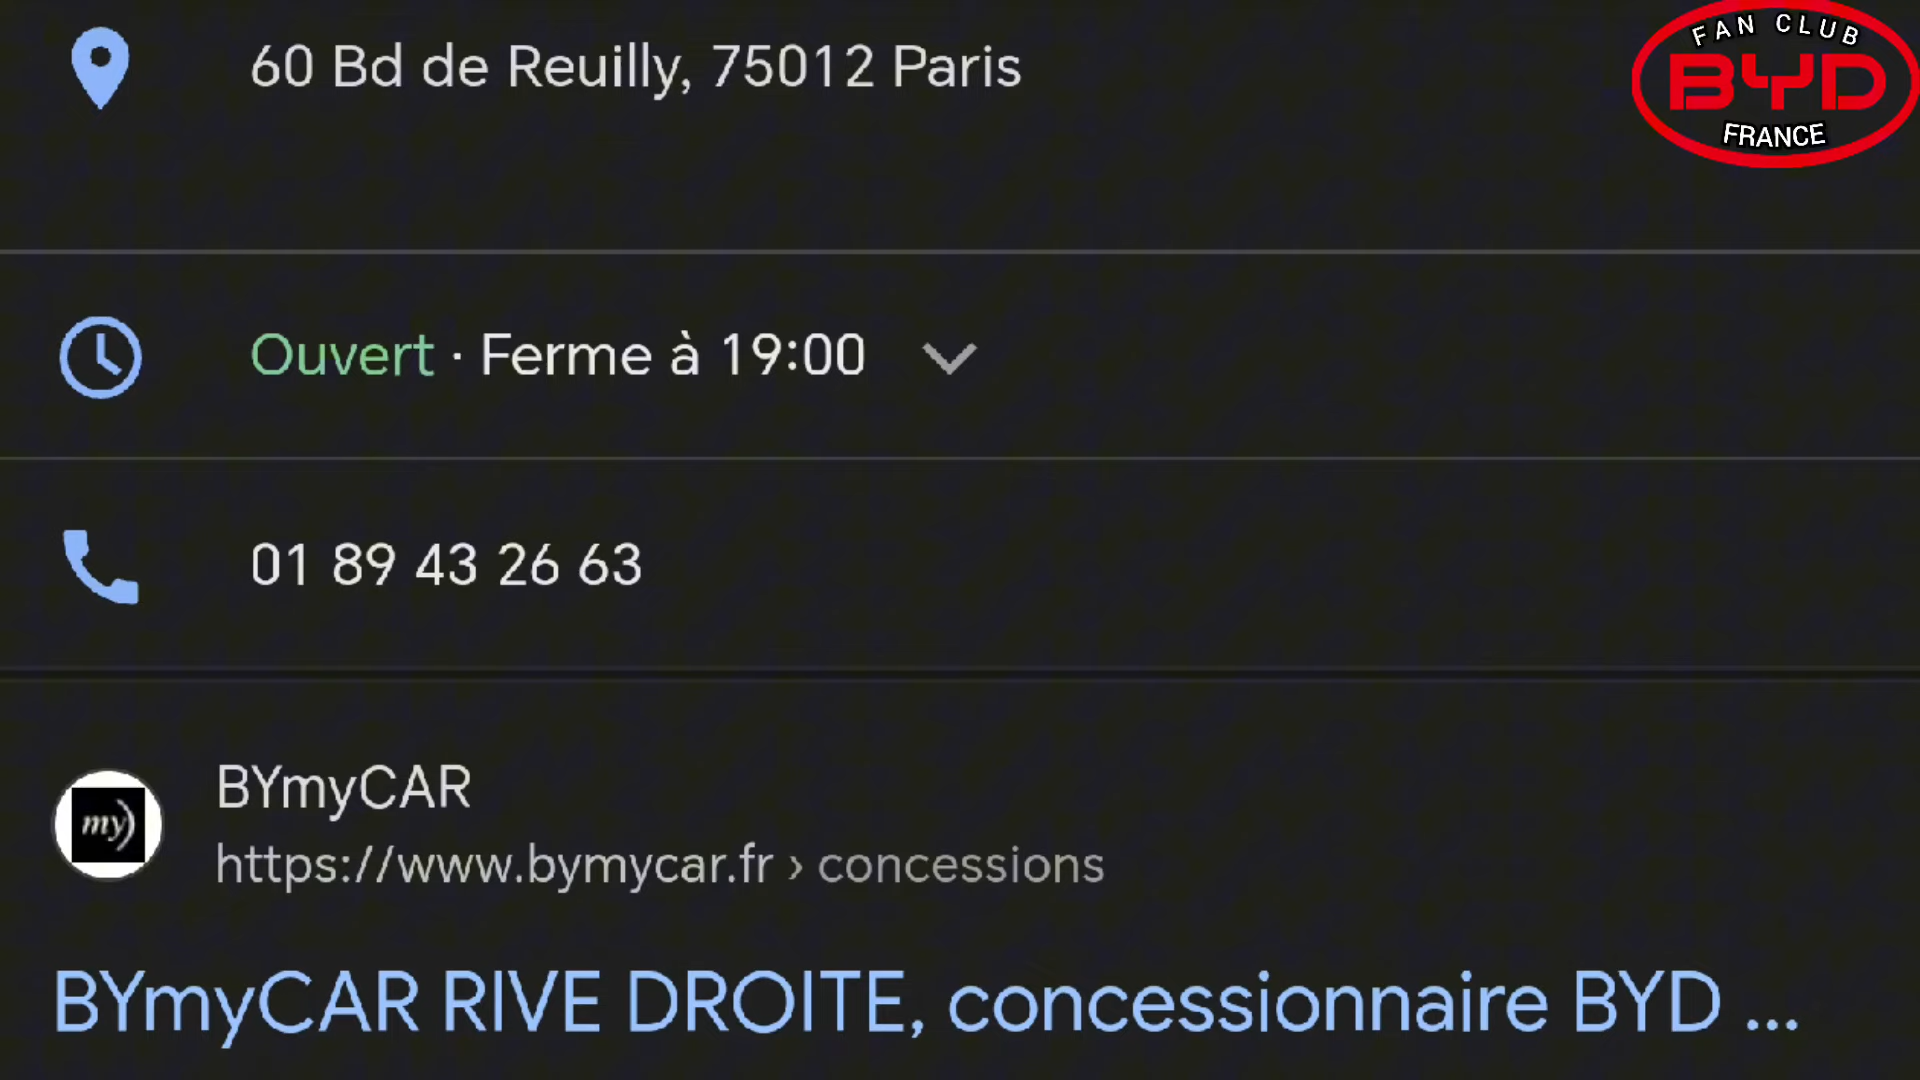 60 Bd de Reuilly, 75012 Paris
FAN CLUB
BYD
FRANCE
Ouvert · Ferme à 19:00
01 89 43 26 63
my)
BYmyCAR
https://www.bymycar.fr › concessions
BYmyCAR RIVE DROITE, concessionnaire BYD ...